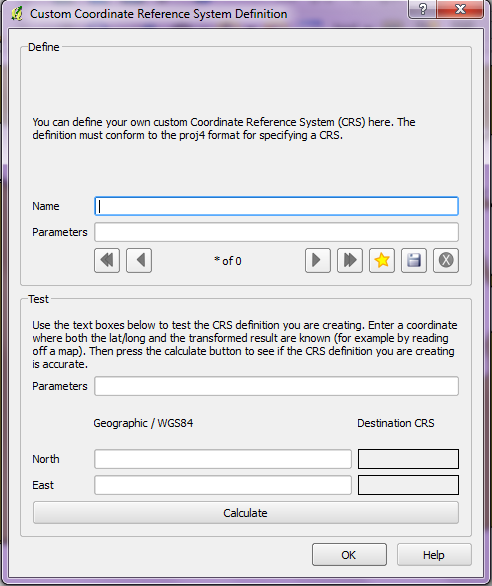 Custom Coordinate Reference System Definition
Define
You can define your own custom Coordinate Reference System (CRS) here. The
definition must conform to the proj4 format for specifying a CRS.
Name
Parameters
* of 0
Test
Use the text boxes below to test the CRS definition you are creating. Enter a coordinate
where both the lat/long and the transformed result are known (for example by reading
off a map). Then press the calculate button to see if the CRS definition you are creating
is accurate.
Parameters
Geographic / WGS84 Destination CRS
North
East
Calculate
OK Help